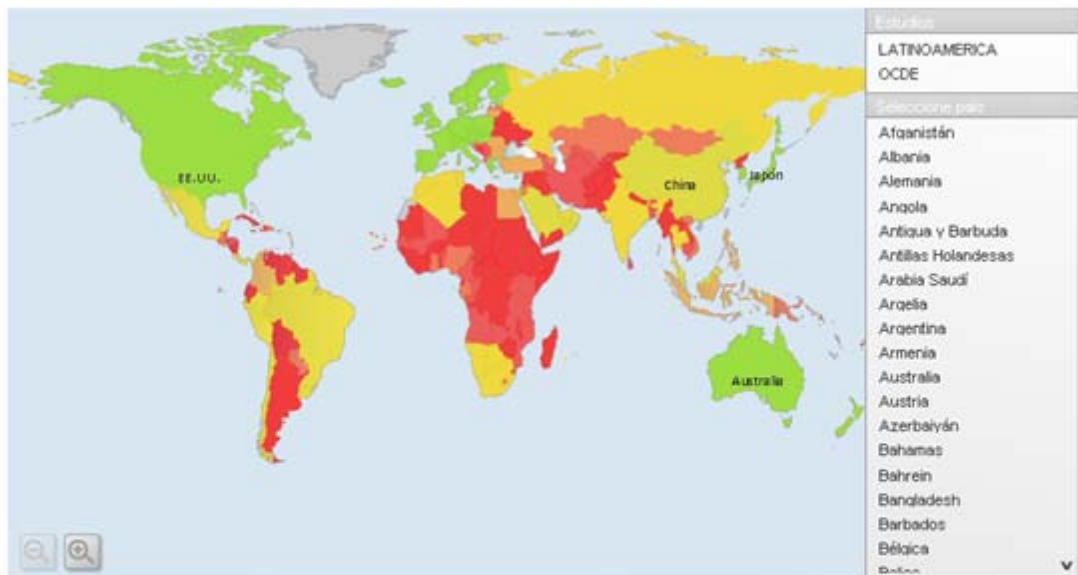 EE.UU.
China
Japón
Australia
Estudios
LATINOAMERICA
OCDE
Seleccione país
Afganistán
Albania
Alemania
Angola
Antigua y Barbuda
Antillas Holandesas
Arabia Saudí
Argelia
Argentina
Armenia
Australia
Austria
Azerbaiyán
Bahamas
Bahrein
Bangladesh
Barbados
Bélgica